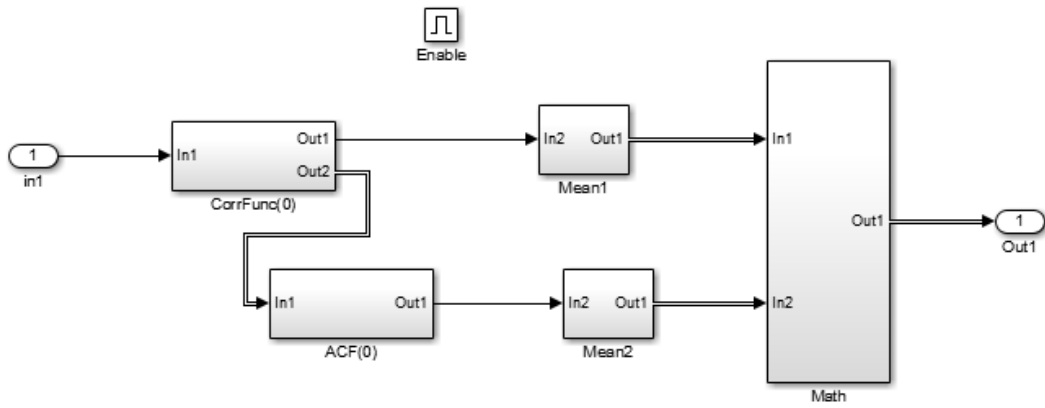 Enable
1
in1
In1
Out1
Out2
CorrFunc(0)
In2
Out1
Mean1
In1
Out1
ACF(0)
In2
Out1
Mean2
In1
In2
Out1
Math
1
Out1